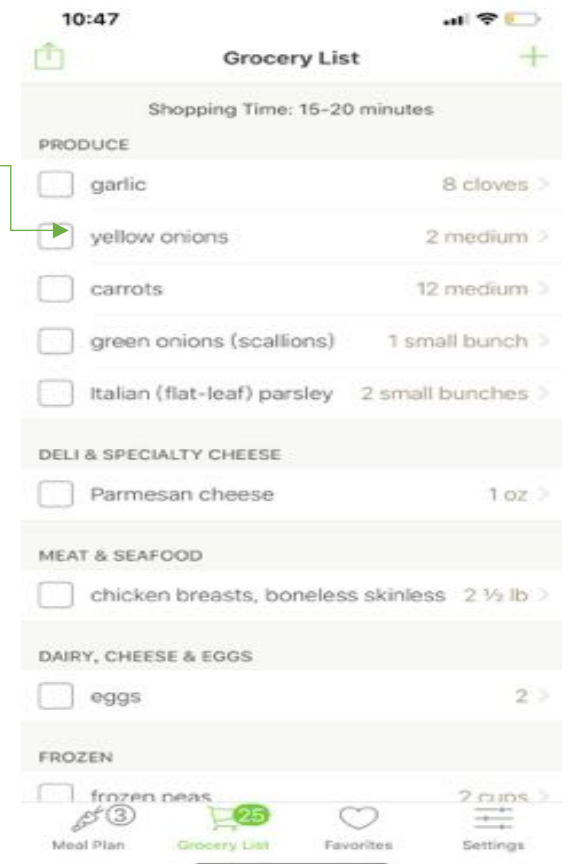 10:47
Grocery List
Shopping Time: 15-20 minutes
PRODUCE
garlic 8 cloves
yellow onions 2 medium
carrots 12 medium
green onions (scallions) 1 small bunch
Italian (flat-leaf) parsley 2 small bunches
DELI & SPECIALTY CHEESE
Parmesan cheese 1 oz
MEAT & SEAFOOD
chicken breasts, boneless skinless 2 ½ lb
DAIRY, CHEESE & EGGS
eggs 2
FROZEN
frozen peas 2 cups
3 25
Meal Plan Grocery List Favorites Settings